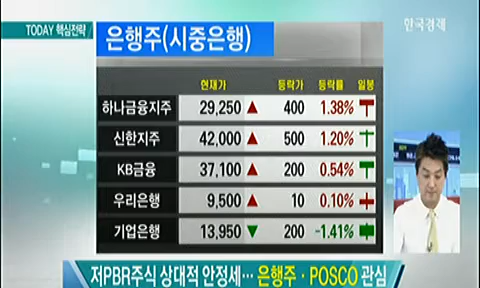 TODAY 핵심전략
한국경제
은행주(시중은행)
현재가 등락가 등락률 일봉
하나금융지주 29,250 ▲ 400 1.38%
신한지주 42,000 ▲ 500 1.20%
KB금융 37,100 ▲ 200 0.54%
우리은행 9,500 ▲ 10 0.10%
기업은행 13,950 ▼ 200 -1.41%
저PBR주식 상대적 안정세… 은행주·POSCO 관심